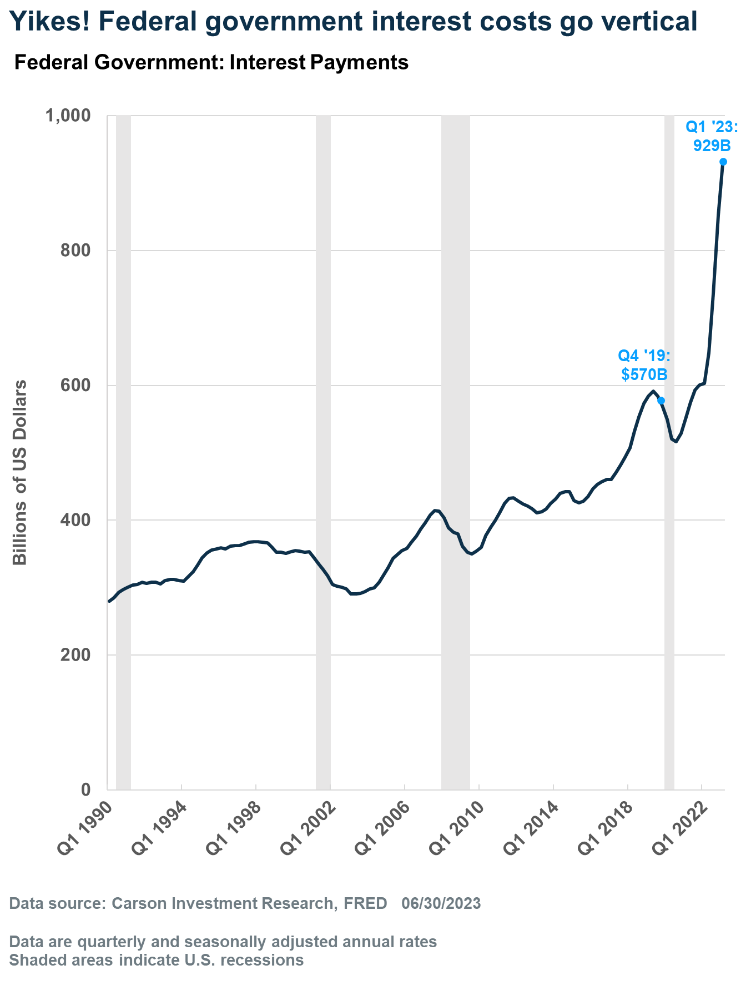 Yikes! Federal government interest costs go vertical
Federal Government: Interest Payments
1,000
Q1 '23:
929B
800
Q4 '19:
$570B
600
Billions of US Dollars
400
200
0
Q1 1990
Q1 1994
Q1 1998
Q1 2002
Q1 2006
Q1 2010
Q1 2014
Q1 2018
Q1 2022
Data source: Carson Investment Research, FRED 06/30/2023
Data are quarterly and seasonally adjusted annual rates
Shaded areas indicate U.S. recessions